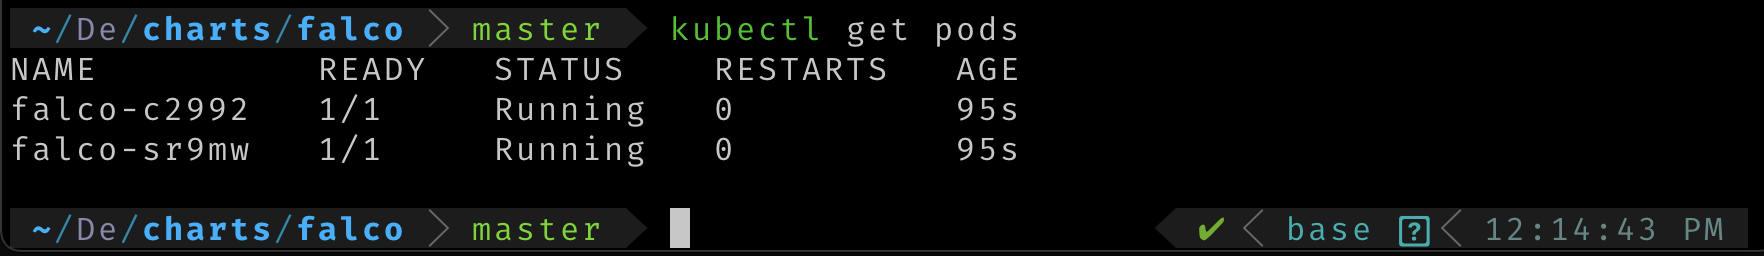 ~/De/charts/falco master kubectl get pods
NAME READY STATUS RESTARTS AGE
falco-c2992 1/1 Running 0 95s
falco-sr9mw 1/1 Running 0 95s
~/De/charts/falco master ✔ base ? 12:14:43 PM